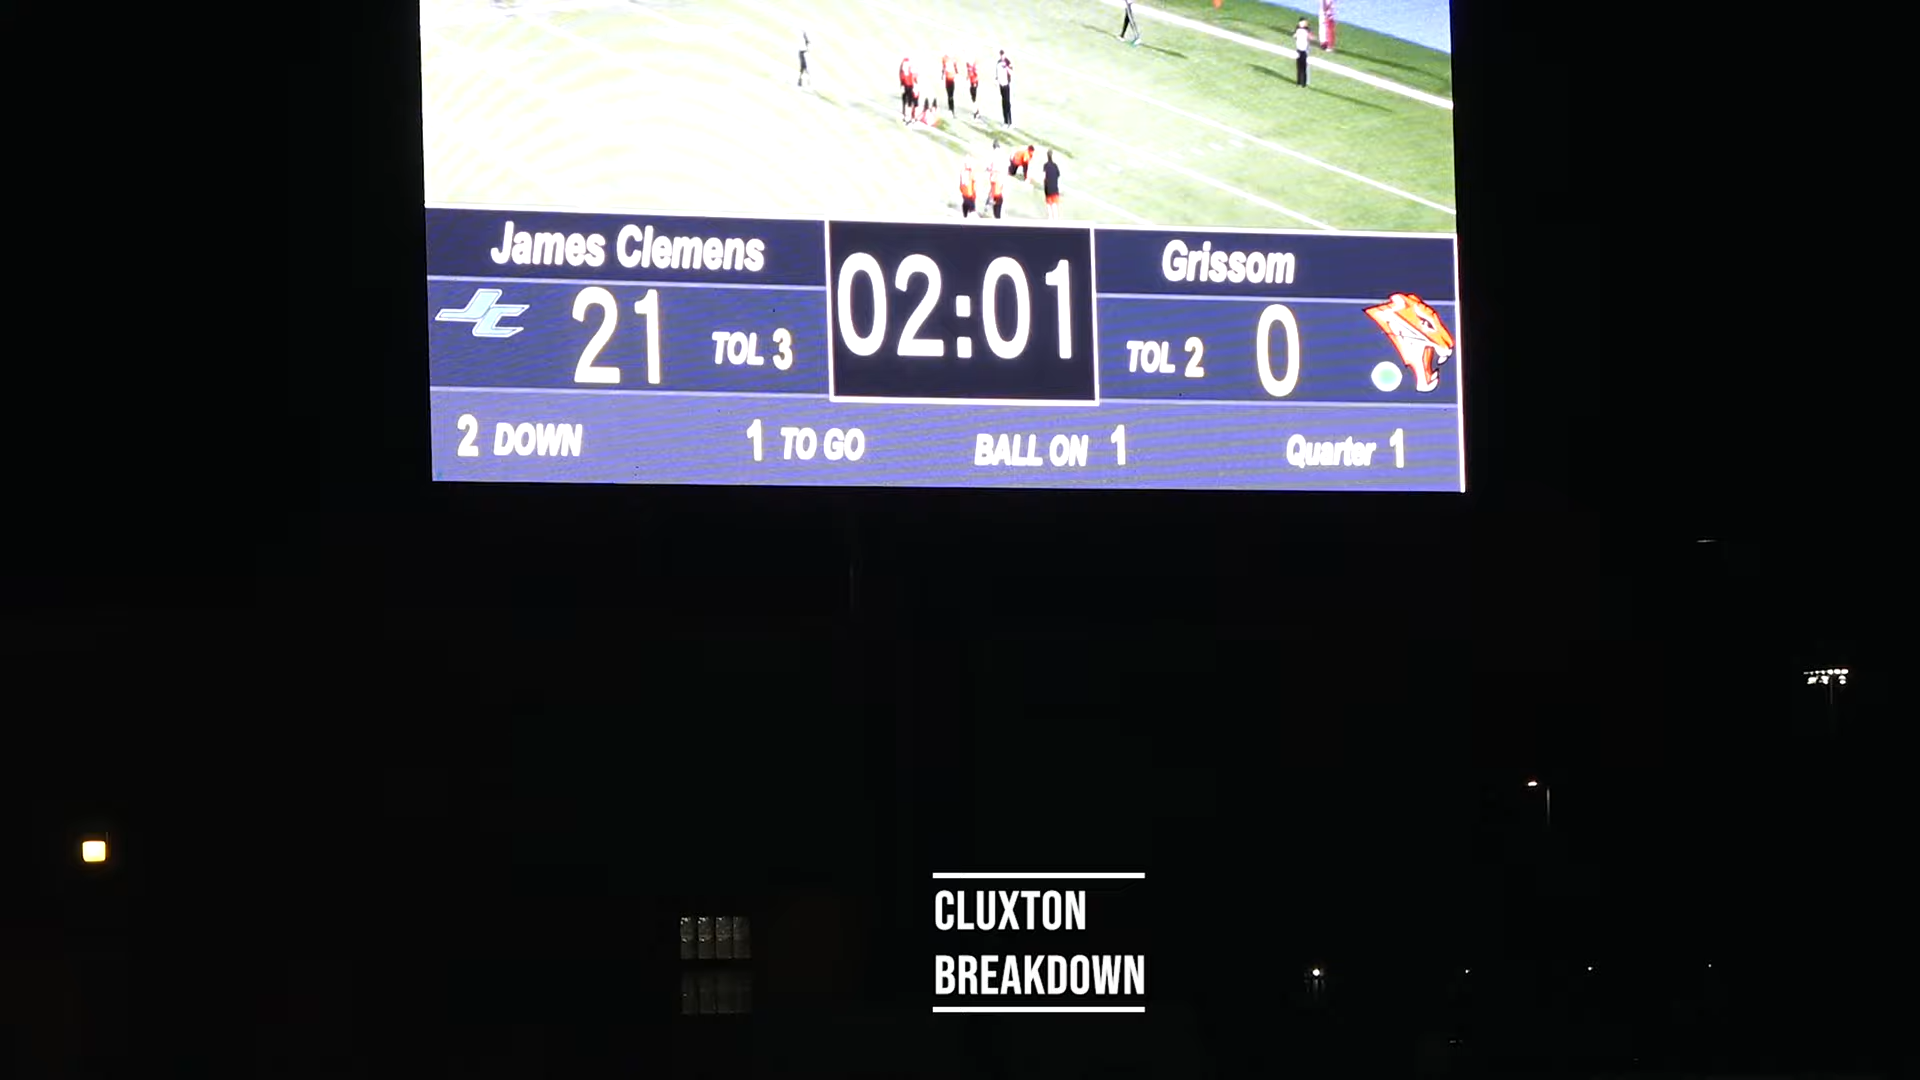 James Clemens
02:01
Grissom
JC
21
TOL 3
TOL 2
0
2 DOWN
1 TO GO
BALL ON 1
Quarter 1
CLUXTON
BREAKDOWN